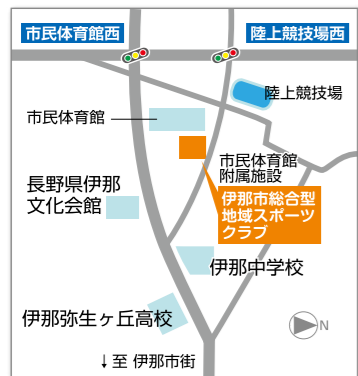 市民体育館西
陸上競技場西
陸上競技場
市民体育館
市民体育館
附属施設
長野県伊那
文化会館
伊那市総合型
地域スポーツ
クラブ
伊那中学校
伊那弥生ヶ丘高校
N
↓至 伊那市街